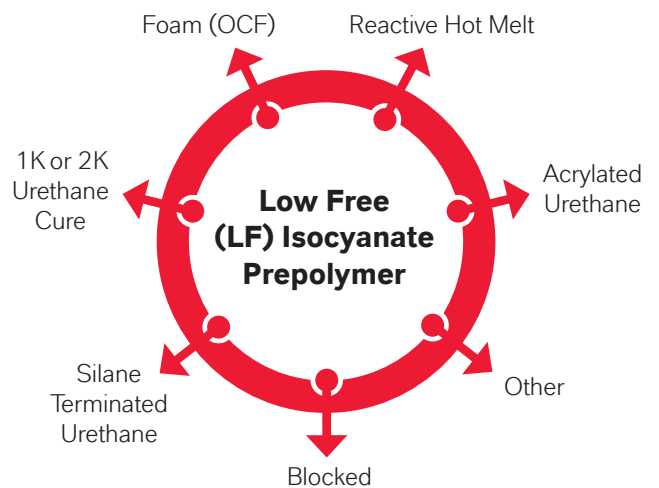 Foam (OCF)
Reactive Hot Melt
1K or 2K
Urethane
Cure
Low Free
(LF) Isocyanate
Prepolymer
Acrylated
Urethane
Silane
Terminated
Urethane
Other
Blocked